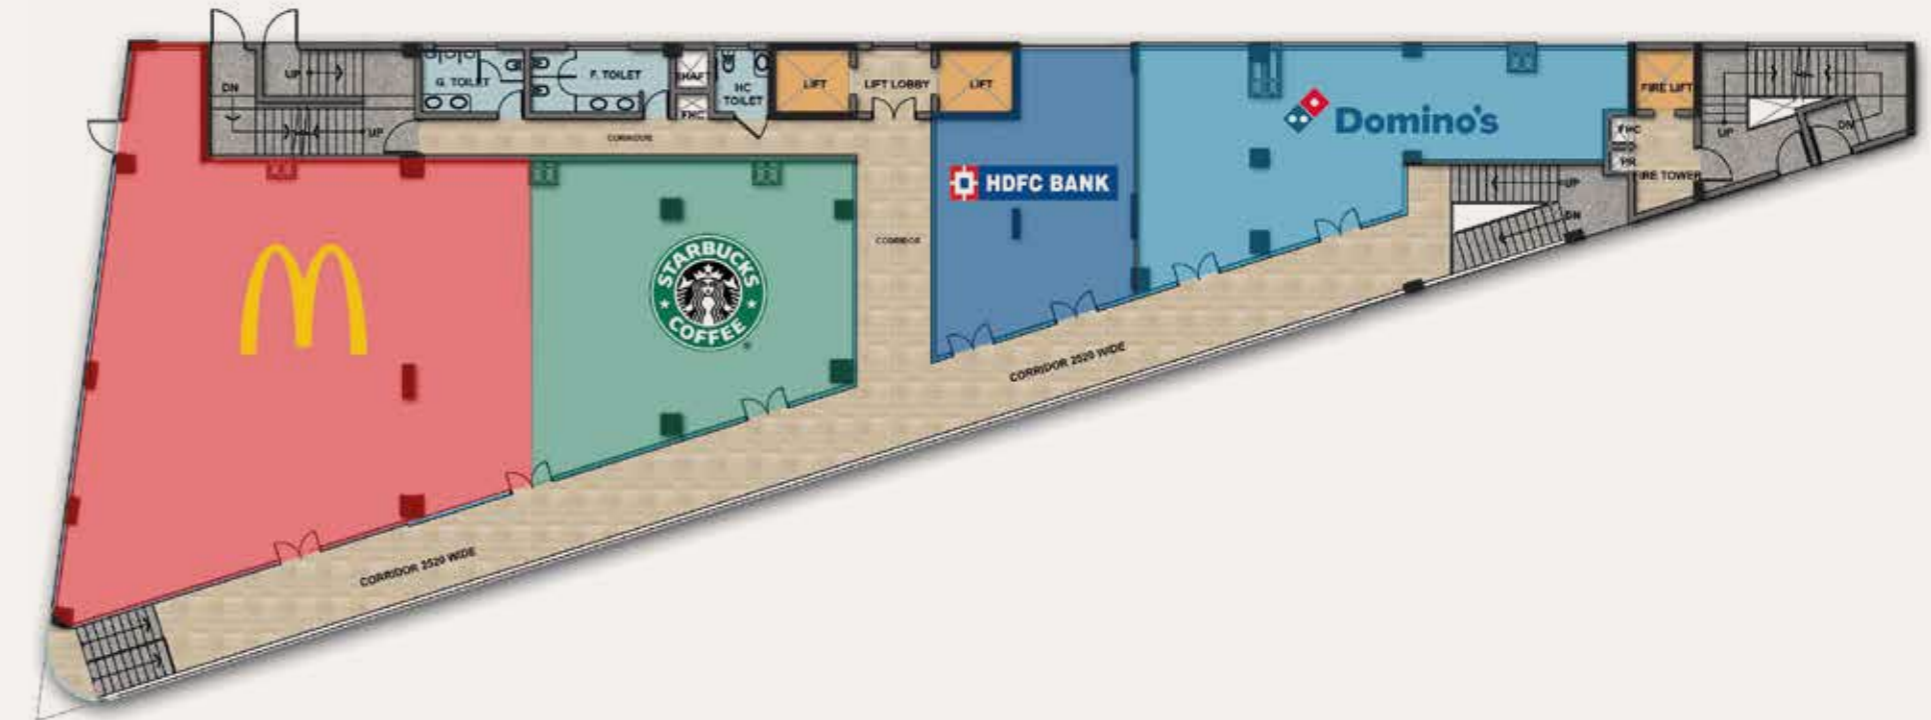 UP
DN
UP
G. TOILET
F. TOILET
SHAFT
FHC
HC
TOILET
LIFT
LIFT LOBBY
LIFT
CORRIDOR
CORRIDOR
STARBUCKS
COFFEE
®
HDFC BANK
Domino's
FIRE LIFT
FHC
PR
FIRE TOWER
UP
DN
UP
DN
CORRIDOR 2520 WIDE
CORRIDOR 2520 WIDE